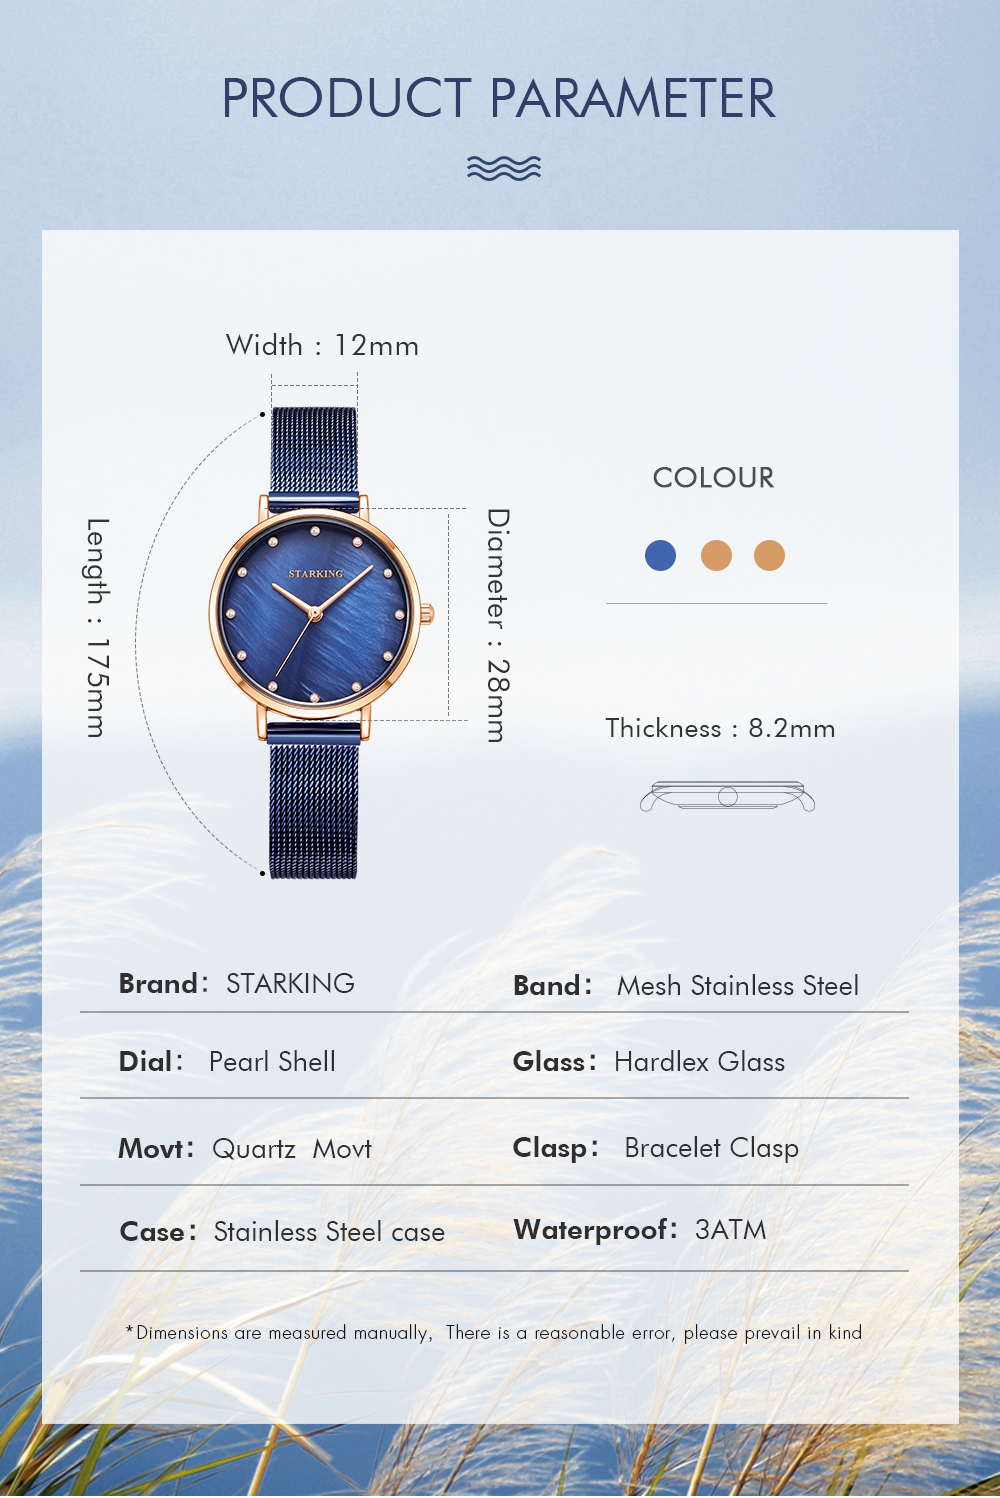 PRODUCT PARAMETER
Width : 12mm
Length : 175mm
STARKING
Diameter : 28mm
COLOUR
Thickness : 8.2mm
Brand: STARKING
Band: Mesh Stainless Steel
Dial: Pearl Shell
Glass: Hardlex Glass
Movt: Quartz Movt
Clasp: Bracelet Clasp
Case: Stainless Steel case
Waterproof: 3ATM
*Dimensions are measured manually, There is a reasonable error, please prevail in kind